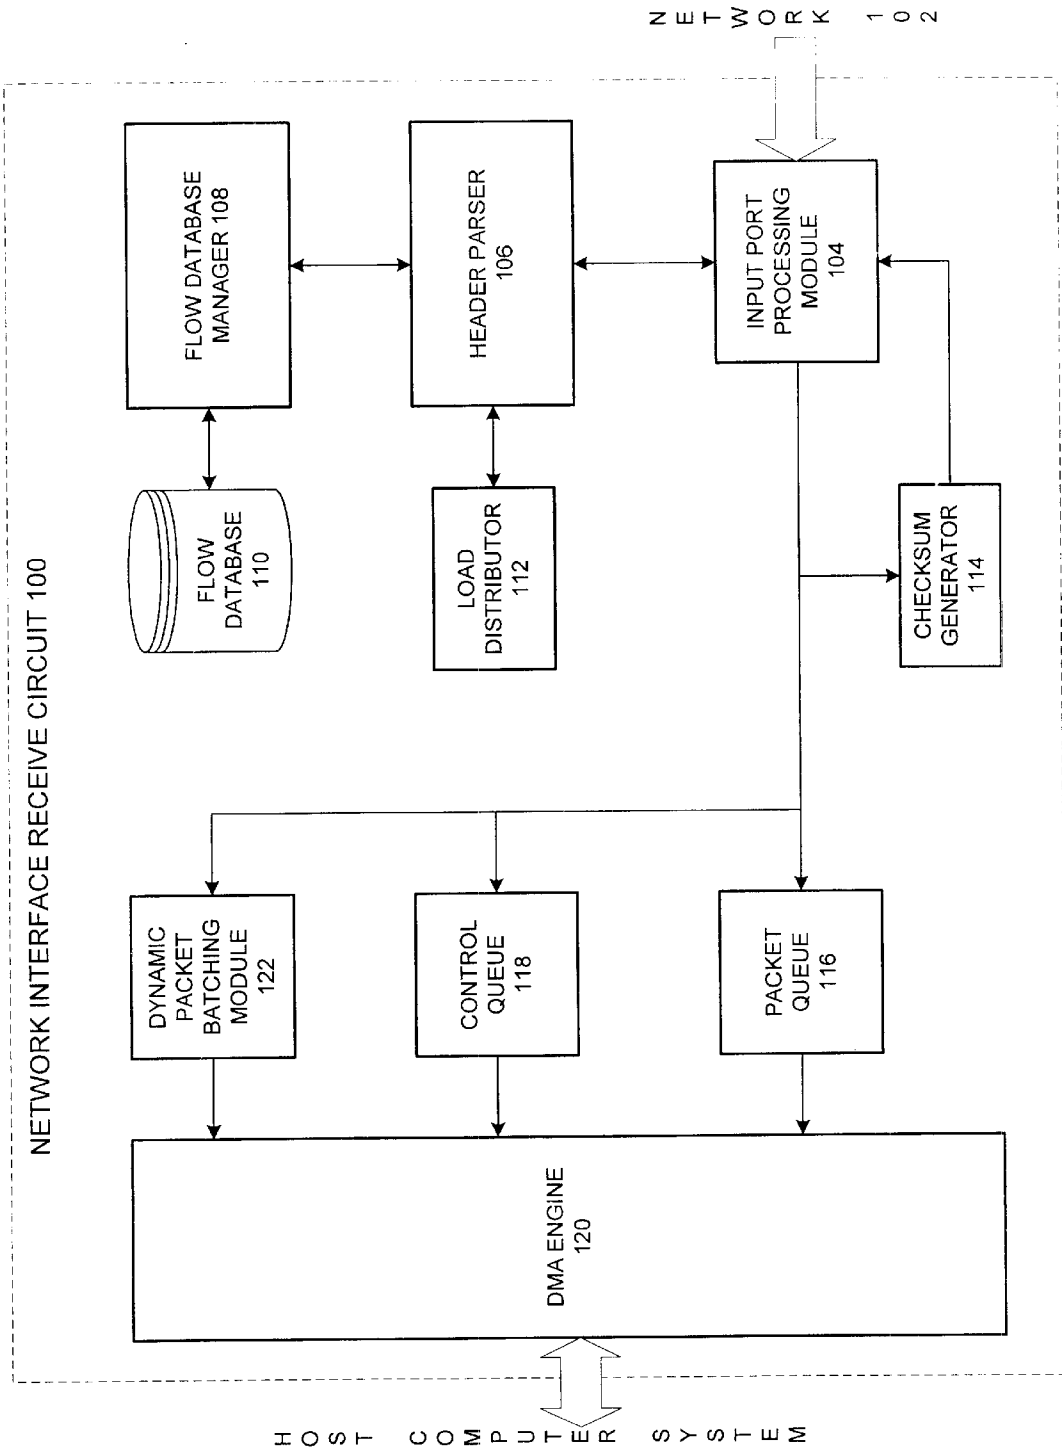 NETWORK INTERFACE RECEIVE CIRCUIT 100
HOST COMPUTER SYSTEM
DMA ENGINE
120
DYNAMIC
PACKET
BATCHING
MODULE
122
CONTROL
QUEUE
118
PACKET
QUEUE
116
FLOW
DATABASE
110
LOAD
DISTRIBUTOR
112
CHECKSUM
GENERATOR
114
FLOW DATABASE
MANAGER 108
HEADER PARSER
106
INPUT PORT
PROCESSING
MODULE
104
NETWORK 102